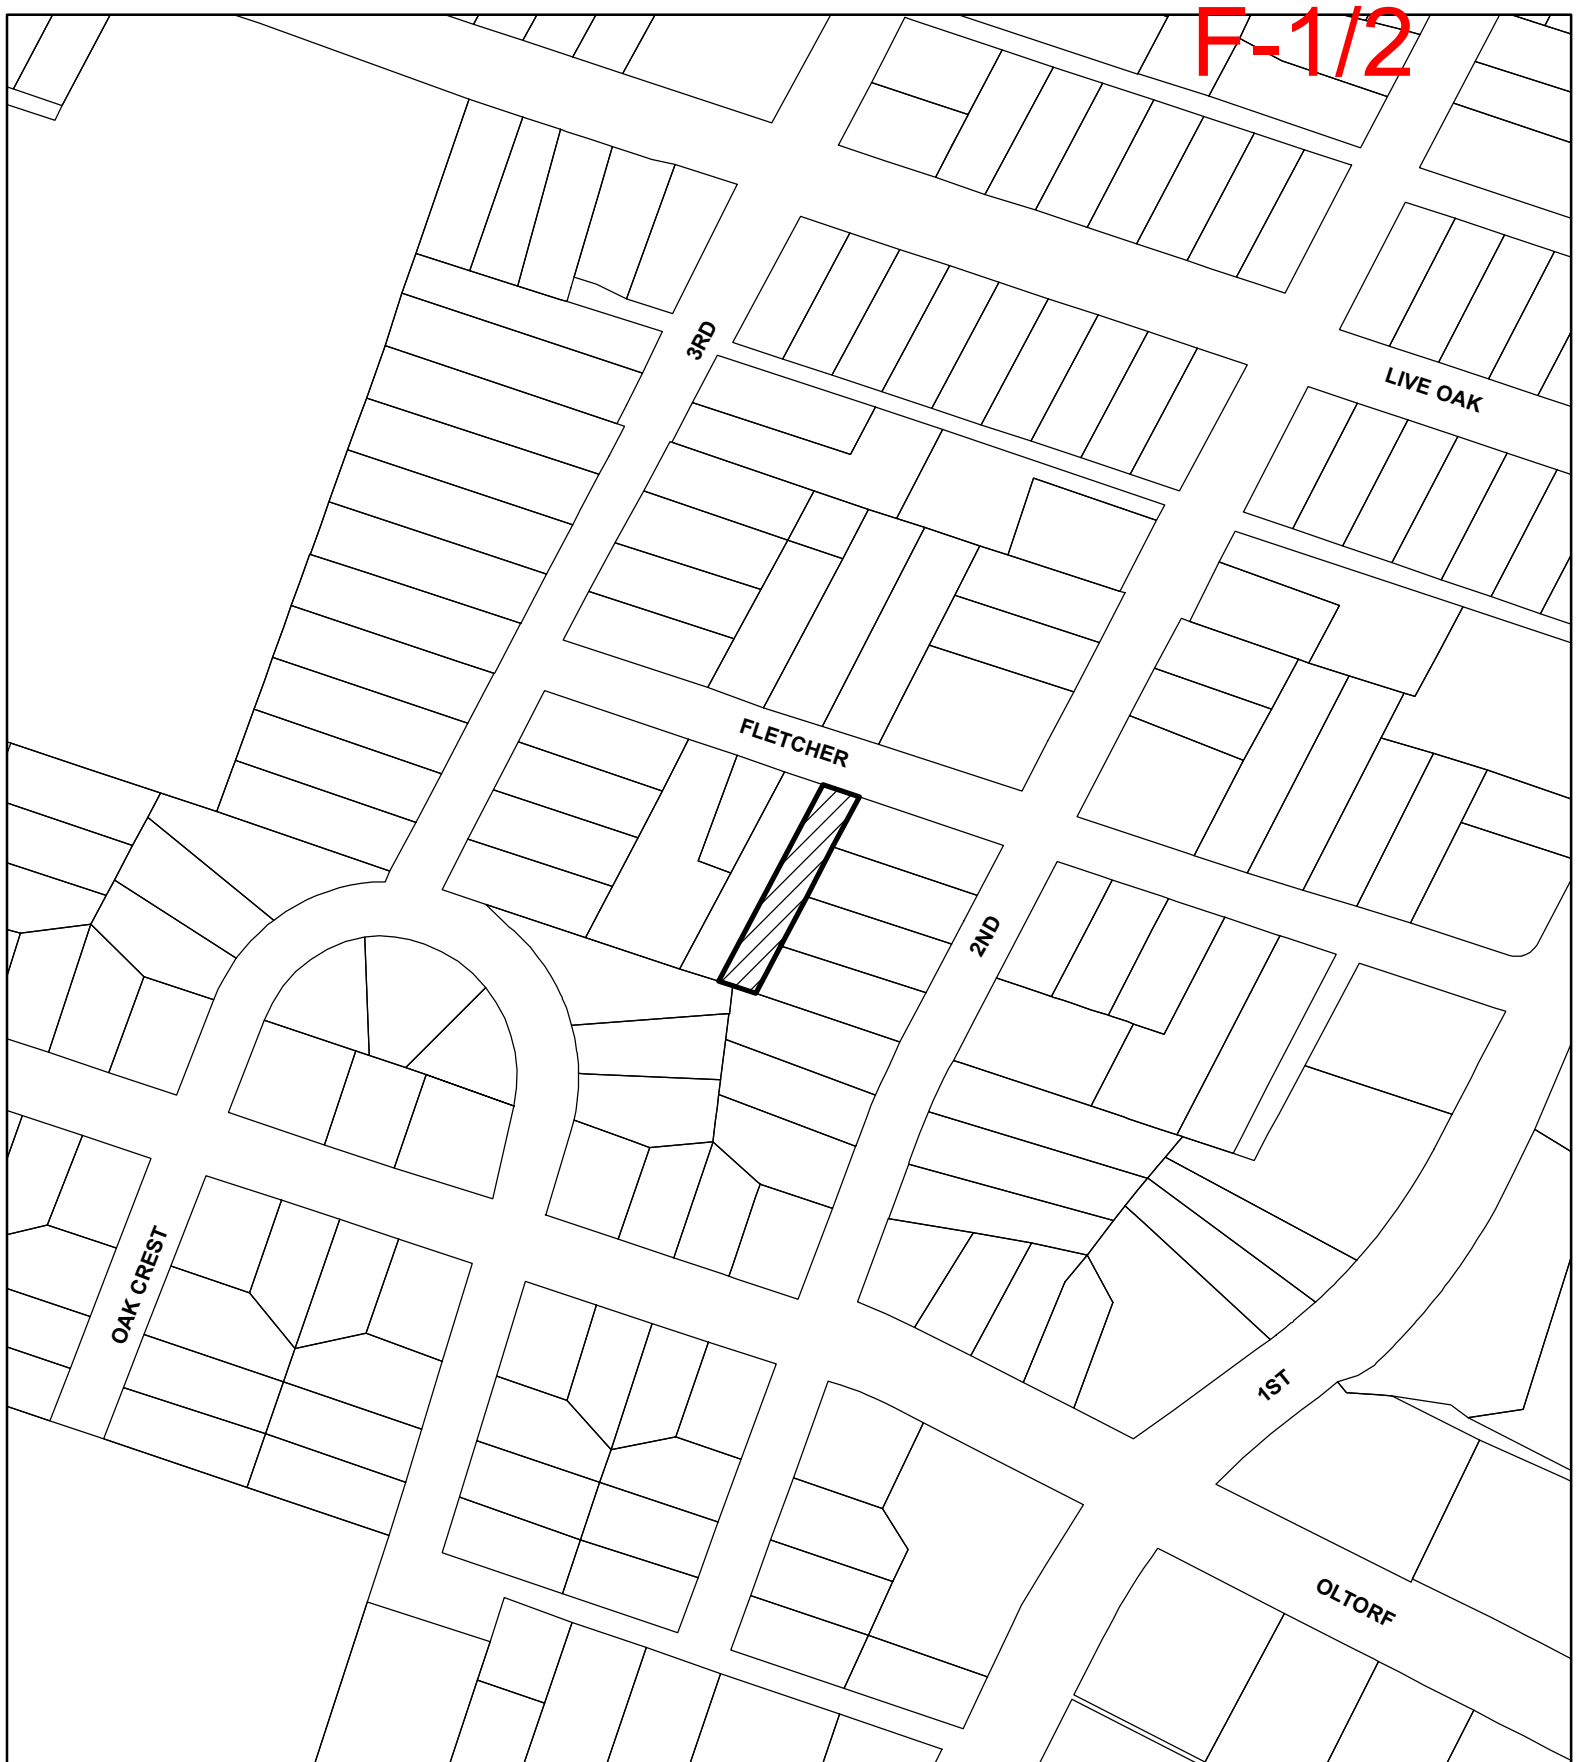 F-1/2
3RD
LIVE OAK
FLETCHER
2ND
OAK CREST
1ST
OLTORF